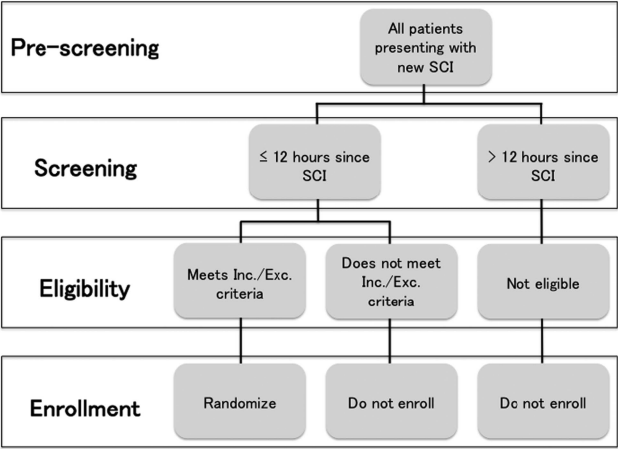 Pre-screening
All patients
presenting with
new SCI
Screening
≤ 12 hours since
SCI
> 12 hours since
SCI
Eligibility
Meets Inc./Exc.
criteria
Does not meet
Inc./Exc.
criteria
Not eligible
Enrollment
Randomize
Do not enroll
Do not enroll